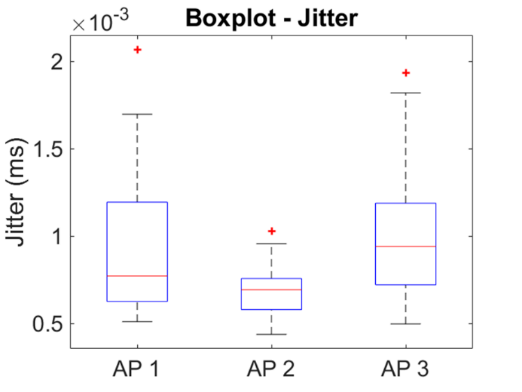 Boxplot - Jitter
×10⁻³
2
1.5
1
0.5
Jitter (ms)
AP 1 AP 2 AP 3